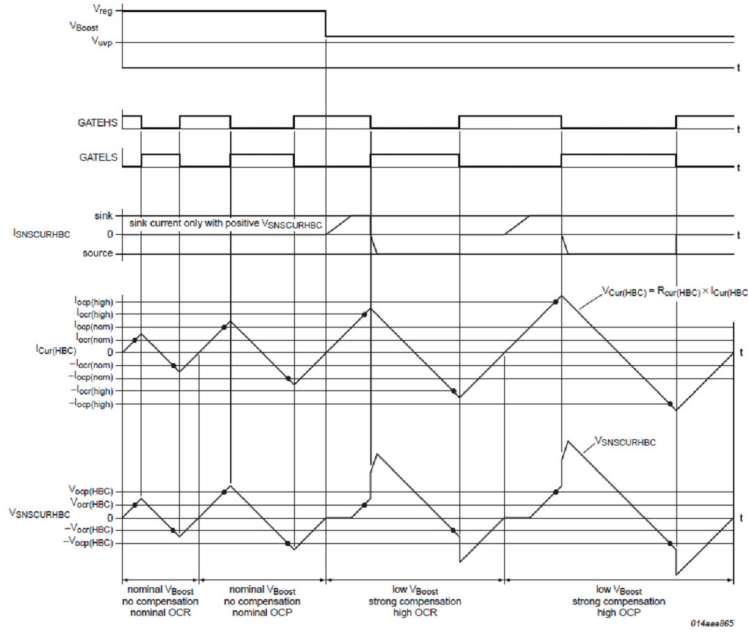 Vreg
VBoost
Vuvp
t
GATEHS
t
GATELS
t
sink
sink current only with positive VSNSCURHBC
ISNSCURHBC
0
t
source
Iocp(high)
VCur(HBC) = Rcur(HBC) × ICur(HBC
Iocr(high)
Iocp(nom)
Iocr(nom)
ICur(HBC)
0
t
−Iocr(nom)
−Iocp(nom)
−Iocr(high)
−Iocp(high)
VSNSCURHBC
Vocp(HBC)
Vocr(HBC)
VSNSCURHBC
0
t
−Vocr(HBC)
−Vocp(HBC)
nominal VBoost
no compensation
nominal OCR
nominal VBoost
no compensation
nominal OCP
low VBoost
strong compensation
high OCR
low VBoost
strong compensation
high OCP
014aaa865